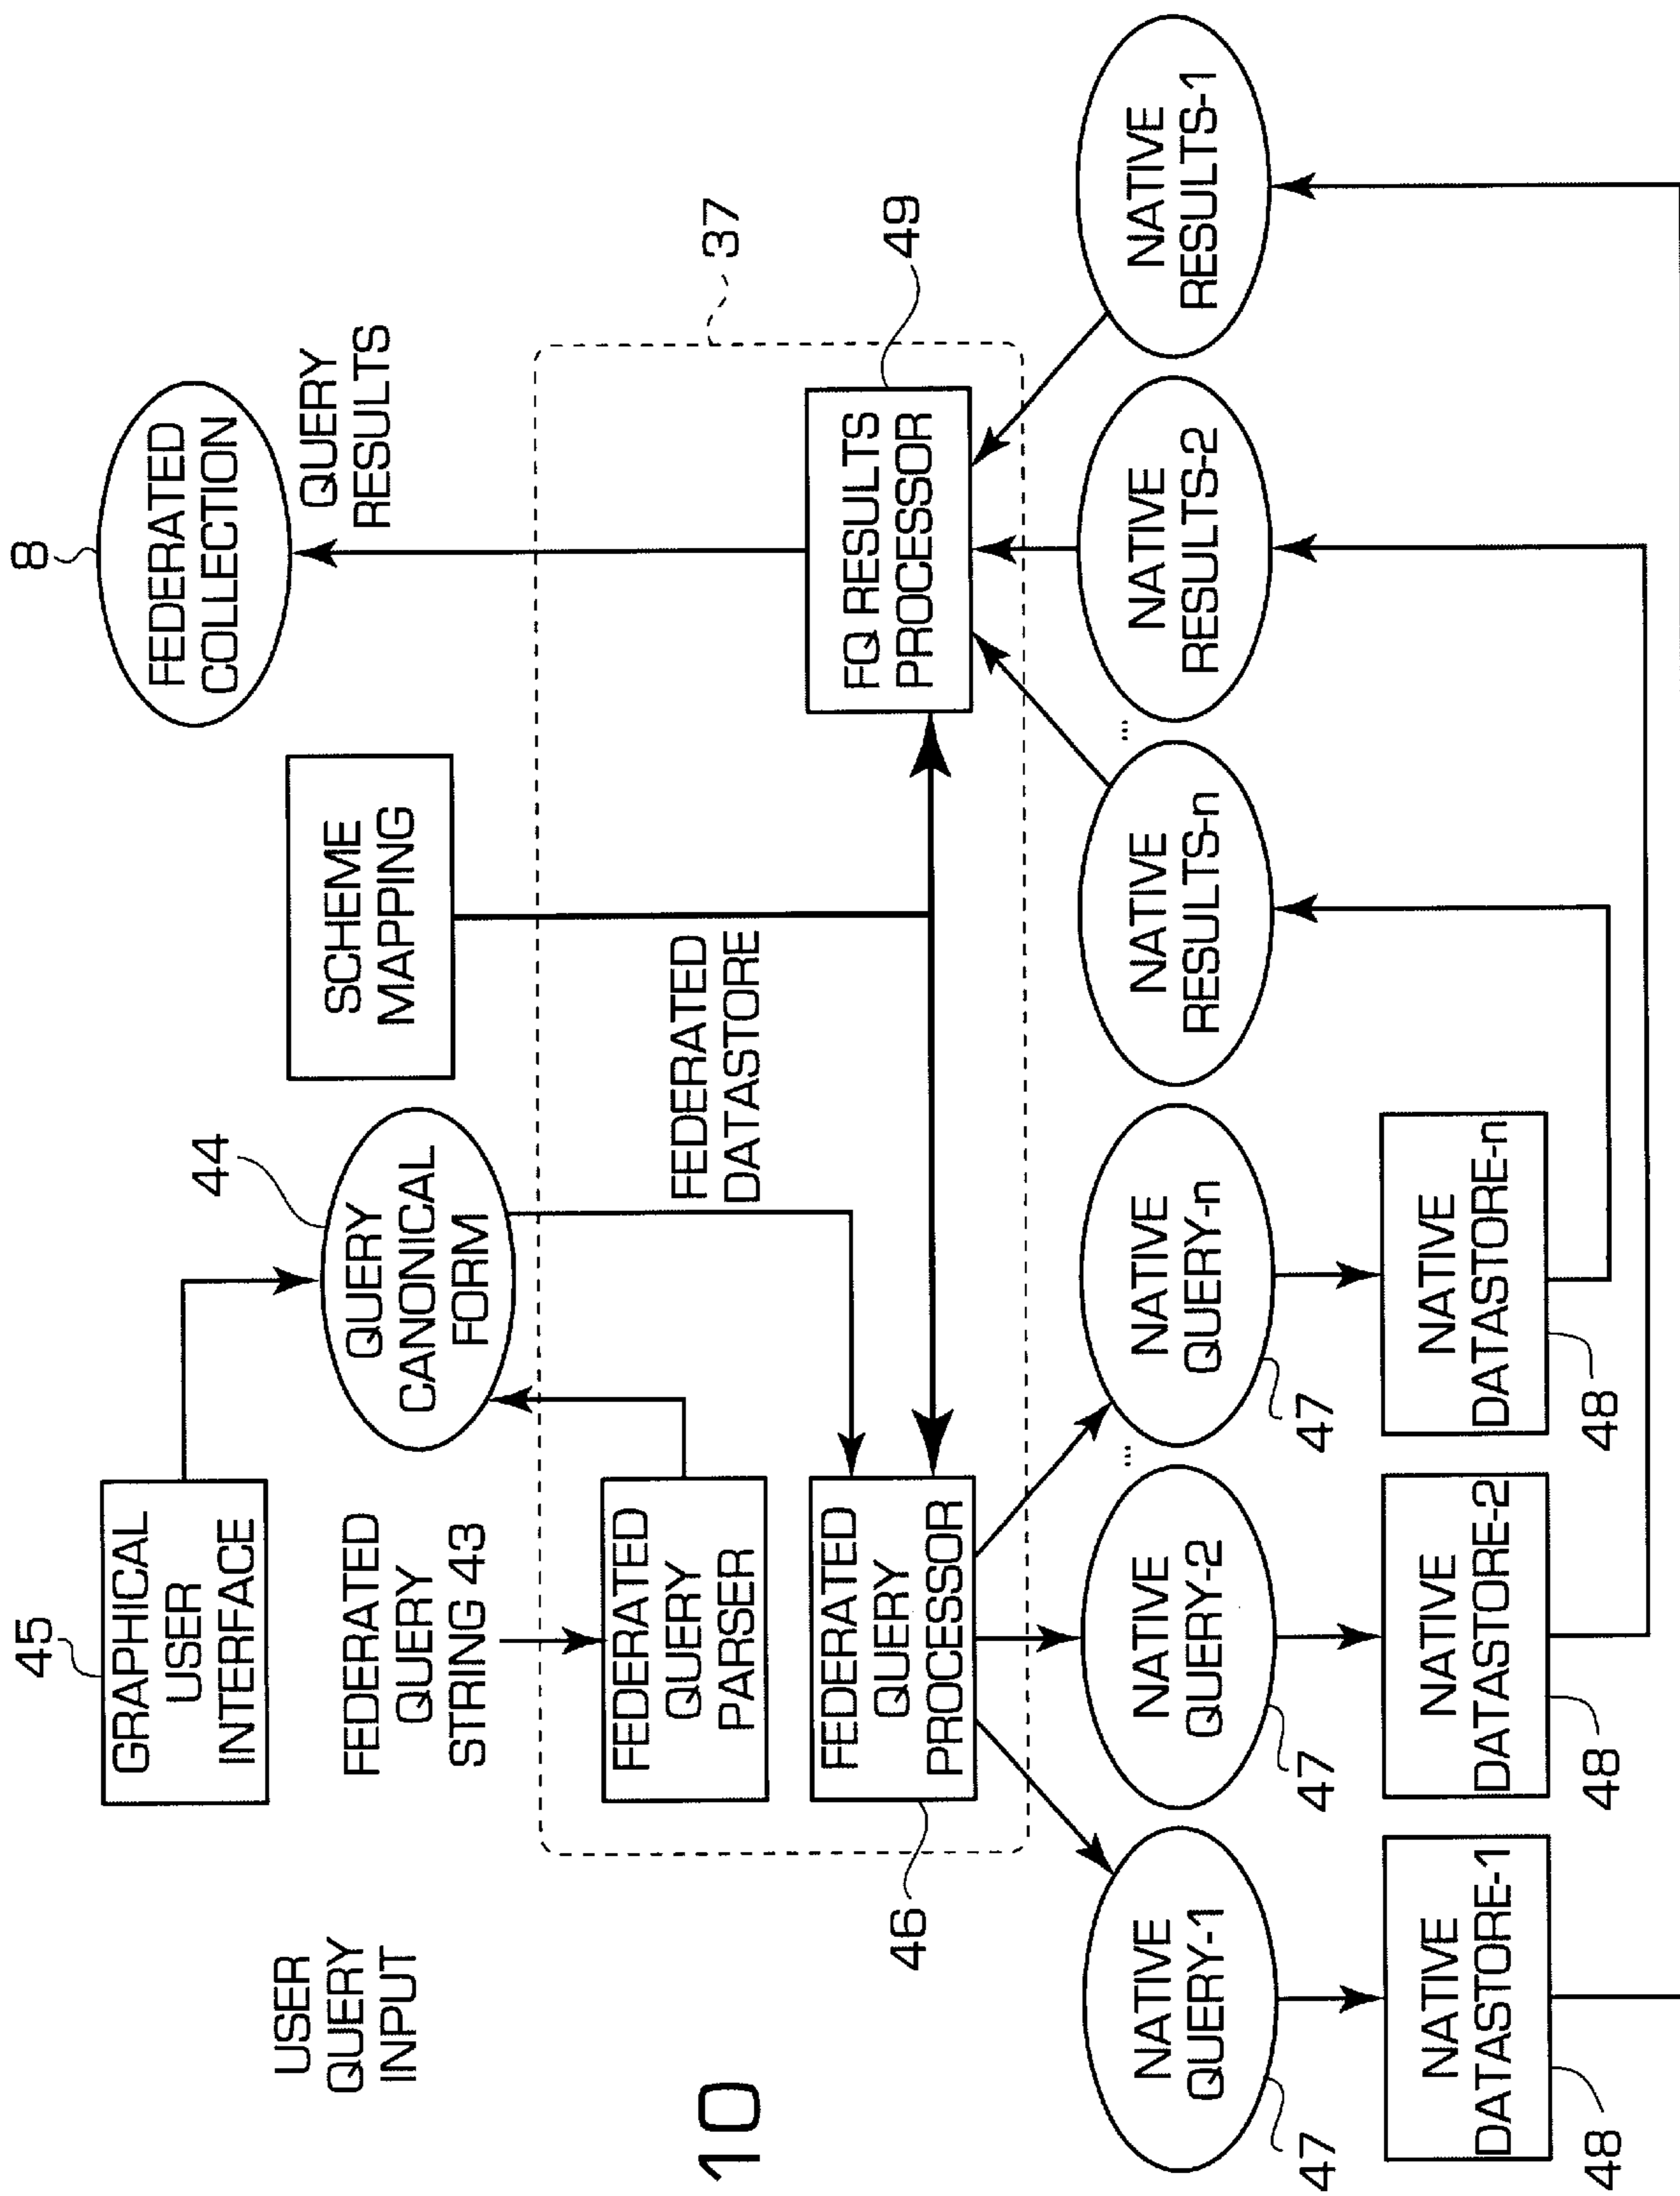 45
GRAPHICAL
USER
INTERFACE
44
QUERY
CANONICAL
FORM
SCHEME
MAPPING
8
FEDERATED
COLLECTION
QUERY
RESULTS
USER
QUERY
INPUT
FEDERATED
QUERY
STRING 43
37
FEDERATED
QUERY
PARSER
FEDERATED
DATASTORE
FEDERATED
QUERY
PROCESSOR
46
FQ RESULTS
PROCESSOR
49
10
NATIVE
QUERY-1
47
NATIVE
QUERY-2
47
...
NATIVE
QUERY-n
47
NATIVE
RESULTS-n
...
NATIVE
RESULTS-2
NATIVE
RESULTS-1
NATIVE
DATASTORE-1
48
NATIVE
DATASTORE-2
48
NATIVE
DATASTORE-n
48